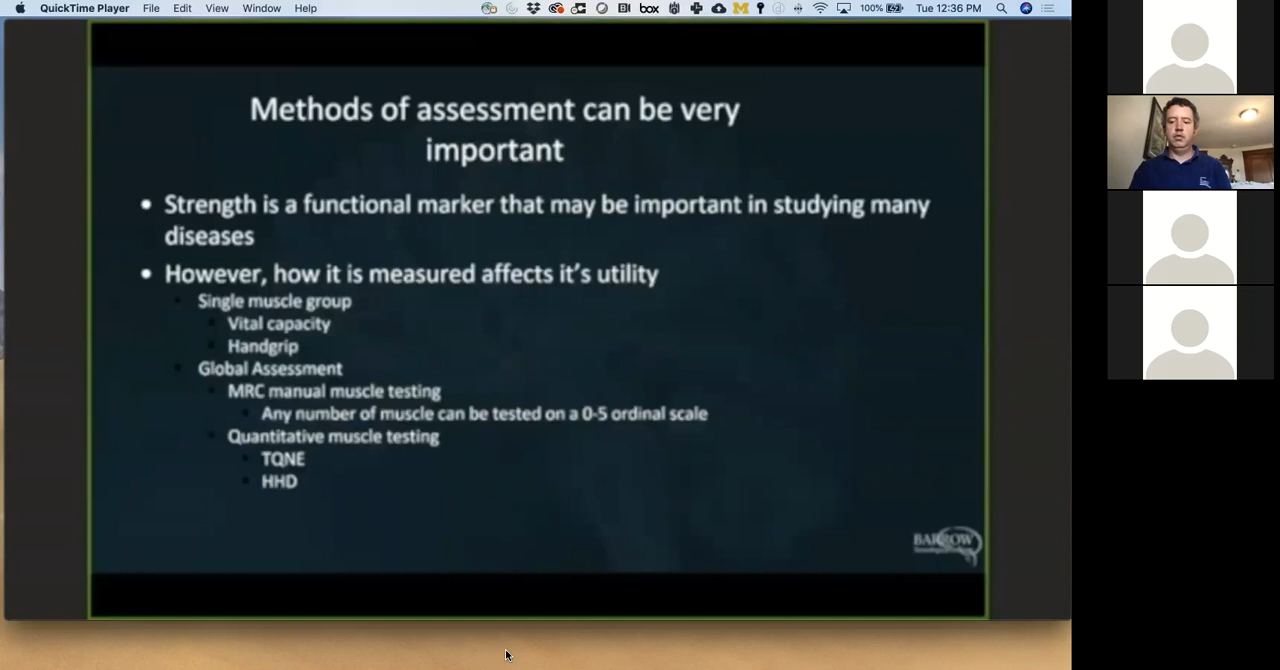 QuickTime Player File Edit View Window Help box 100% Tue 12:36 PM
Methods of assessment can be very
important
• Strength is a functional marker that may be important in studying many
diseases
• However, how it is measured affects it's utility
Single muscle group
Vital capacity
Handgrip
Global Assessment
MRC manual muscle testing
Any number of muscle can be tested on a 0-5 ordinal scale
Quantitative muscle testing
TQNE
HHD
BARROW